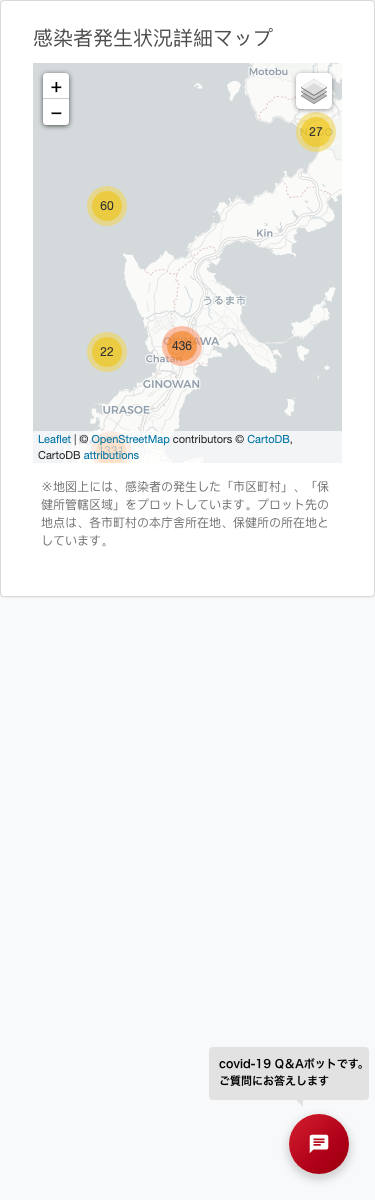 感染者発生状況詳細マップ
Motobu
+
−
27
60
Kin
うるま市
436
22
Chatan
GINOWAN
URASOE
Leaflet | © OpenStreetMap contributors © CartoDB,
CartoDB attributions
※地図上には、感染者の発生した「市区町村」、「保
健所管轄区域」をプロットしています。プロット先の
地点は、各市町村の本庁舎所在地、保健所の所在地と
しています。
covid-19 Q&Aボットです。
ご質問にお答えします